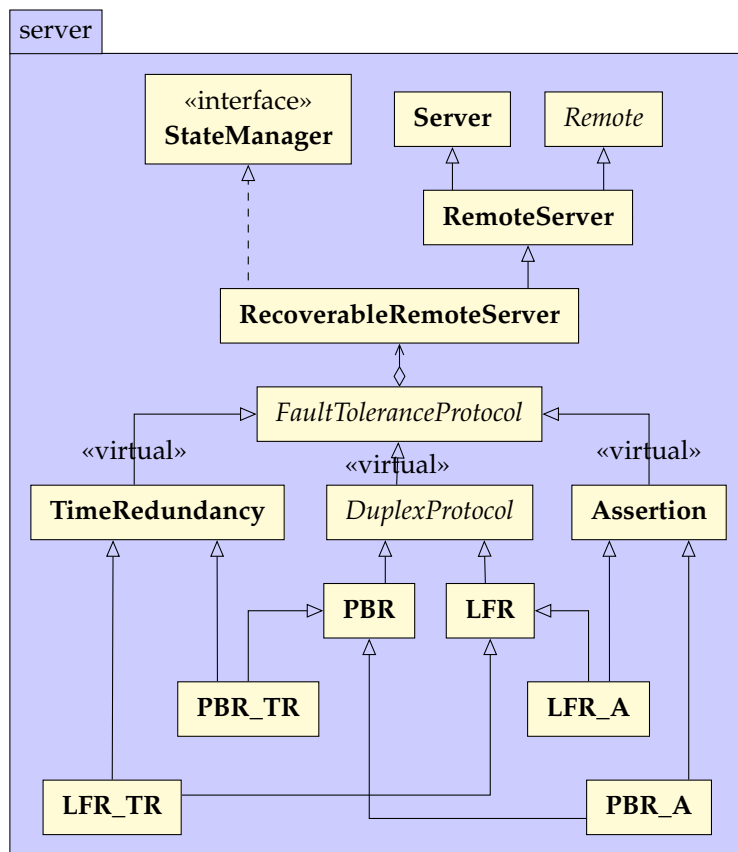 server
«interface»
StateManager
Server
Remote
RemoteServer
RecoverableRemoteServer
FaultToleranceProtocol
«virtual»
«virtual»
«virtual»
TimeRedundancy
DuplexProtocol
Assertion
PBR
LFR
PBR_TR
LFR_A
LFR_TR
PBR_A